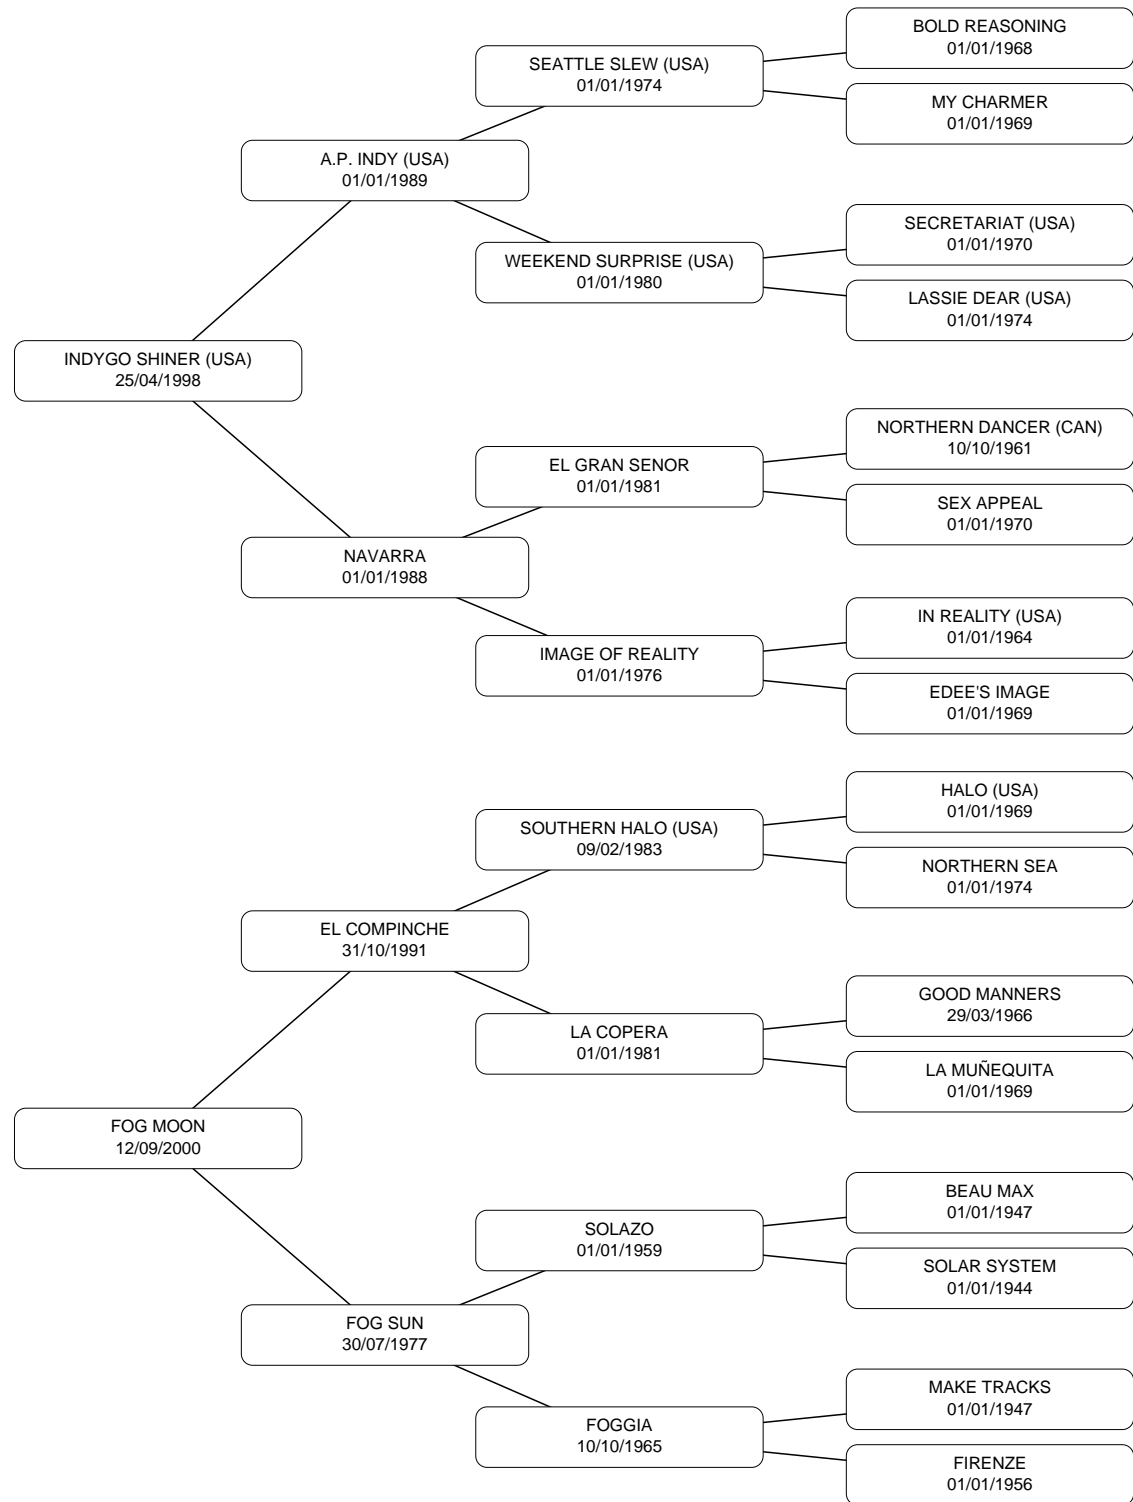 BOLD REASONING
01/01/1968
SEATTLE SLEW (USA)
01/01/1974
MY CHARMER
01/01/1969
A.P. INDY (USA)
01/01/1989
SECRETARIAT (USA)
01/01/1970
WEEKEND SURPRISE (USA)
01/01/1980
LASSIE DEAR (USA)
01/01/1974
INDYGO SHINER (USA)
25/04/1998
NORTHERN DANCER (CAN)
10/10/1961
EL GRAN SENOR
01/01/1981
SEX APPEAL
01/01/1970
NAVARRA
01/01/1988
IN REALITY (USA)
01/01/1964
IMAGE OF REALITY
01/01/1976
EDEE'S IMAGE
01/01/1969
HALO (USA)
01/01/1969
SOUTHERN HALO (USA)
09/02/1983
NORTHERN SEA
01/01/1974
EL COMPINCHE
31/10/1991
GOOD MANNERS
29/03/1966
LA COPERA
01/01/1981
LA MUÑEQUITA
01/01/1969
FOG MOON
12/09/2000
BEAU MAX
01/01/1947
SOLAZO
01/01/1959
SOLAR SYSTEM
01/01/1944
FOG SUN
30/07/1977
MAKE TRACKS
01/01/1947
FOGGIA
10/10/1965
FIRENZE
01/01/1956